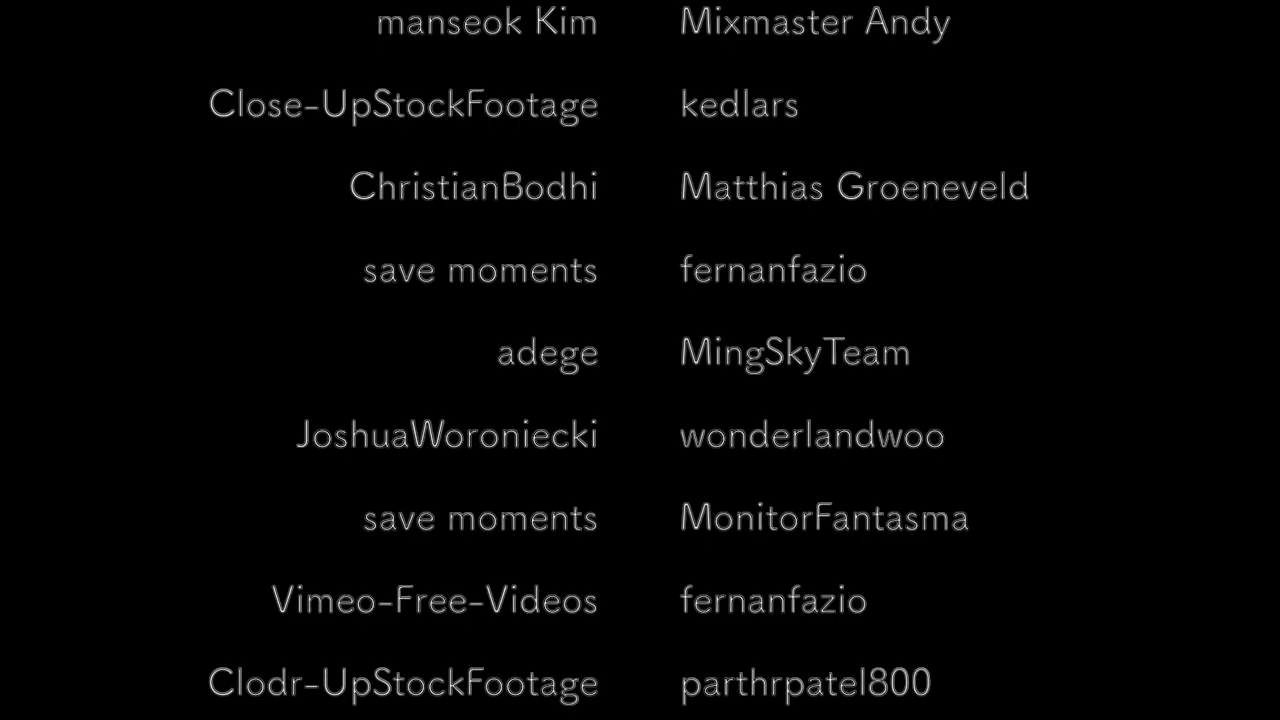 manseok Kim Mixmaster Andy
Close-UpStockFootage kedlars
ChristianBodhi Matthias Groeneveld
save moments fernanfazio
adege MingSkyTeam
JoshuaWoroniecki wonderlandwoo
save moments MonitorFantasma
Vimeo-Free-Videos fernanfazio
Clodr-UpStockFootage parthrpatel800